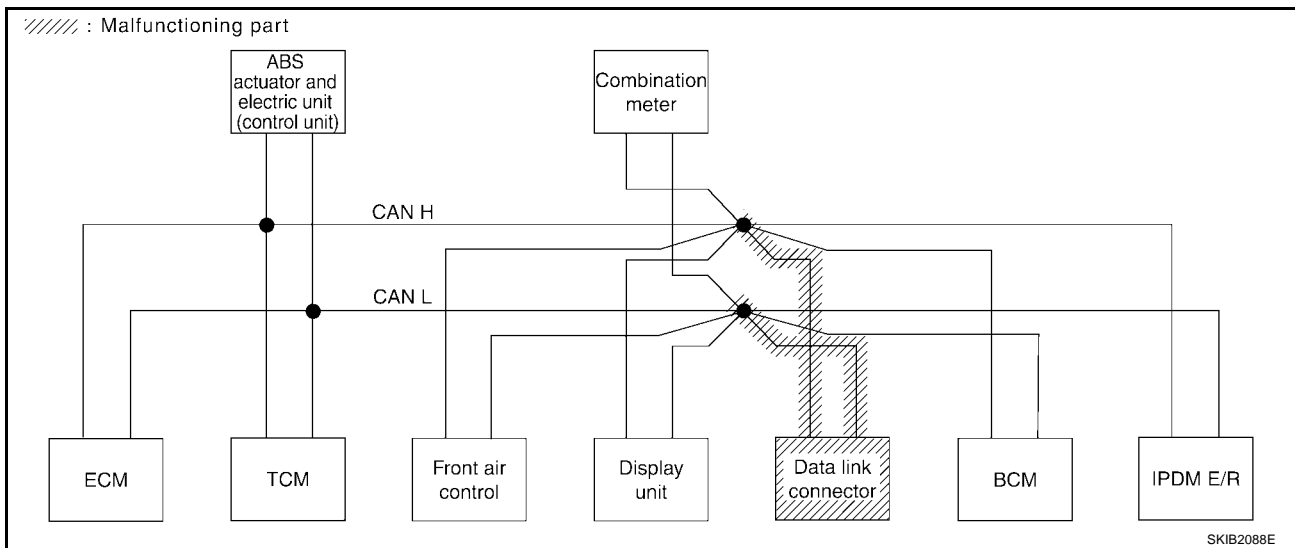 : Malfunctioning part
ABS
actuator and
electric unit
(control unit)
Combination
meter
CAN H
CAN L
ECM
TCM
Front air
control
Display
unit
Data link
connector
BCM
IPDM E/R
SKIB2088E